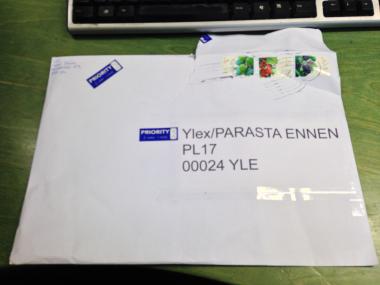 PRIORITY
PRIORITY
Ylex/PARASTA ENNEN
PL17
00024 YLE